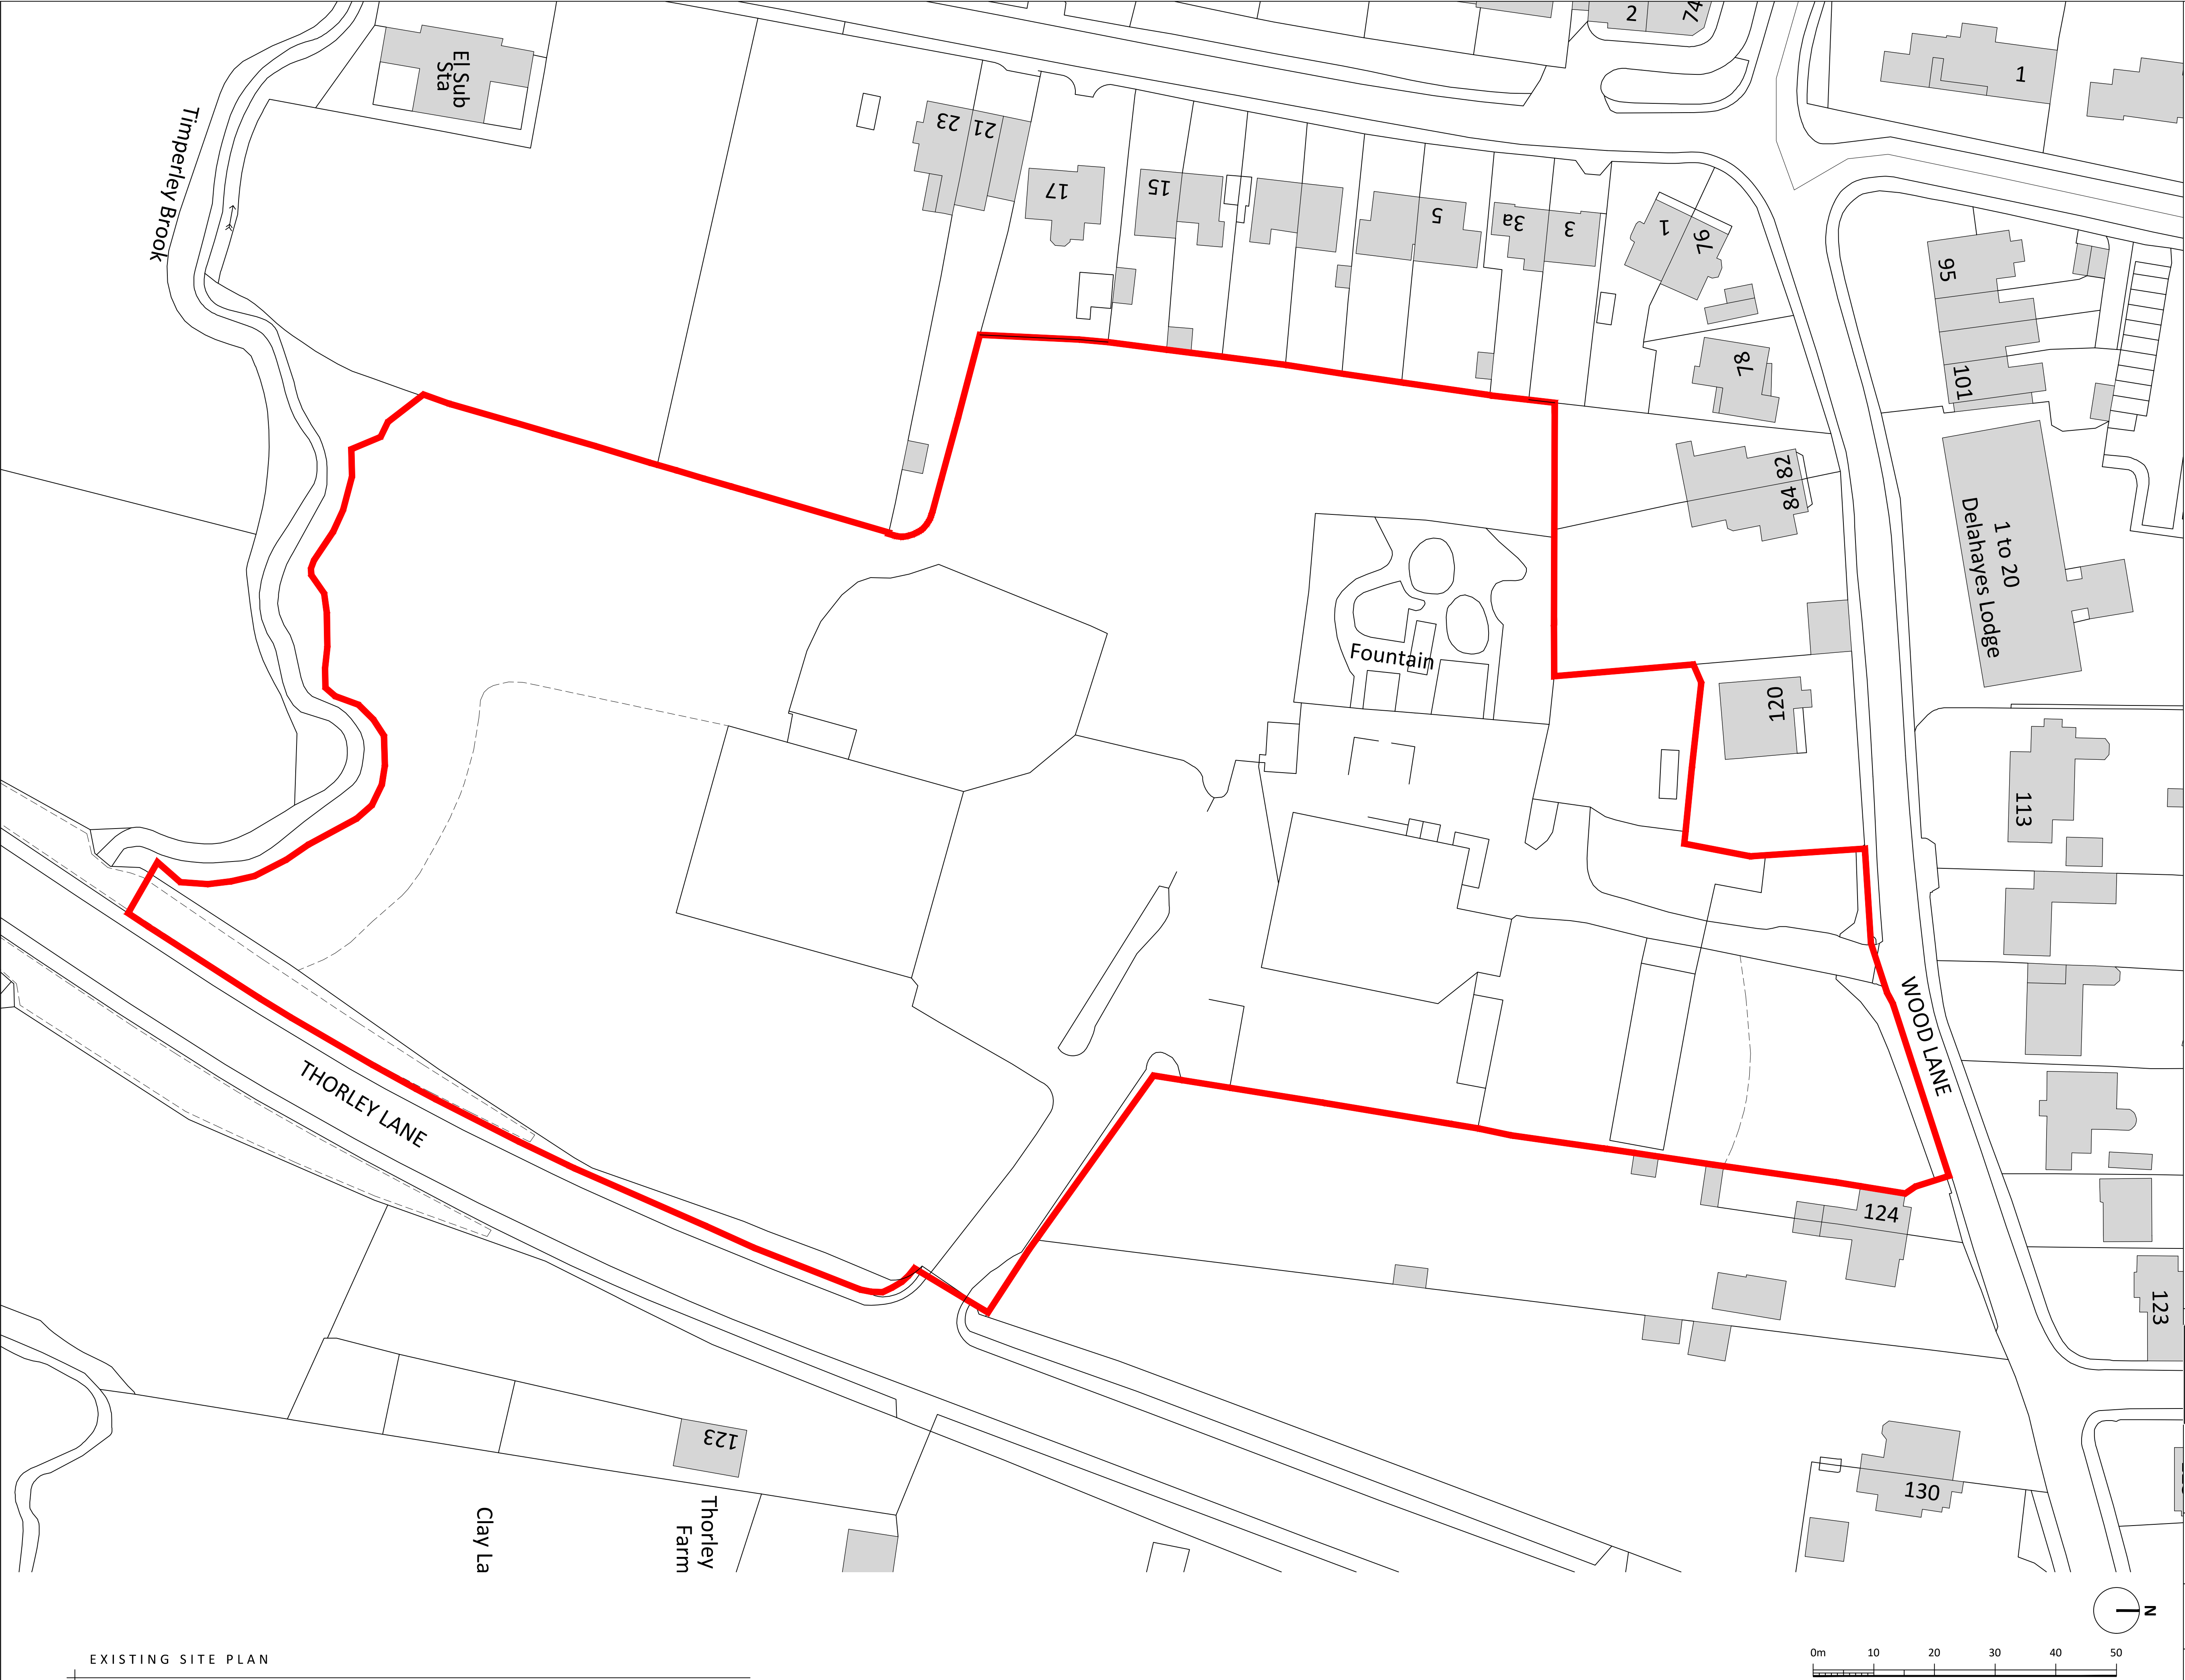 2
74
1
El Sub
Sta
Timperley Brook
23
21
17
15
5
3a
3
1
76
78
95
101
82
84
1 to 20
Delahayes Lodge
Fountain
120
113
WOOD LANE
THORLEY LANE
124
123
123
130
Clay La
Thorley
Farm
N
EXISTING SITE PLAN
0m 10 20 30 40 50